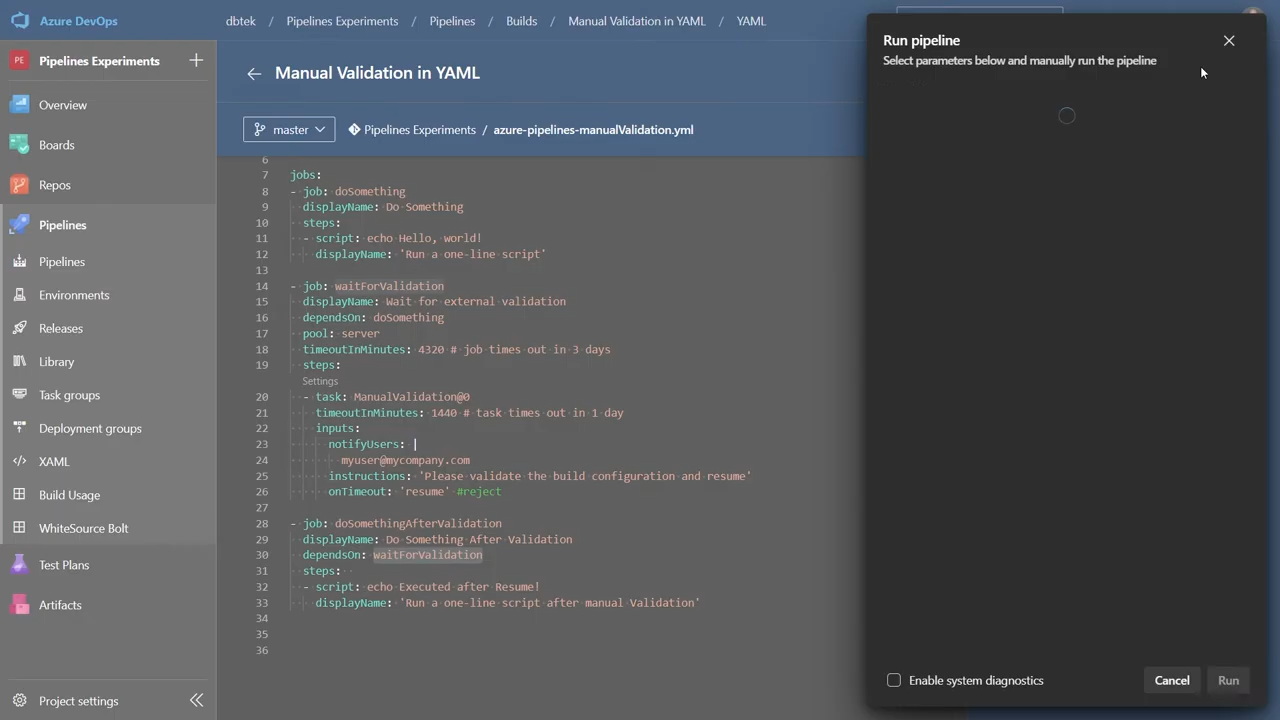 Azure DevOps
dbtek / Pipelines Experiments / Pipelines / Builds / Manual Validation in YAML / YAML
PE Pipelines Experiments
Overview
Boards
Repos
Pipelines
Pipelines
Environments
Releases
Library
Task groups
Deployment groups
XAML
Build Usage
WhiteSource Bolt
Test Plans
Artifacts
Project settings
Manual Validation in YAML
master
Pipelines Experiments / azure-pipelines-manualValidation.yml
6
7 jobs:
8 - job: doSomething
9 displayName: Do Something
10 steps:
11 - script: echo Hello, world!
12 displayName: 'Run a one-line script'
13
14 - job: waitForValidation
15 displayName: Wait for external validation
16 dependsOn: doSomething
17 pool: server
18 timeoutInMinutes: 4320 # job times out in 3 days
19 steps:
Settings
20 - task: ManualValidation@0
21 timeoutInMinutes: 1440 # task times out in 1 day
22 inputs:
23 notifyUsers: |
24 myuser@mycompany.com
25 instructions: 'Please validate the build configuration and resume'
26 onTimeout: 'resume' #reject
27
28 - job: doSomethingAfterValidation
29 displayName: Do Something After Validation
30 dependsOn: waitForValidation
31 steps:
32 - script: echo Executed after Resume!
33 displayName: 'Run a one-line script after manual Validation'
34
35
36
Run pipeline
Select parameters below and manually run the pipeline
Enable system diagnostics
Cancel
Run